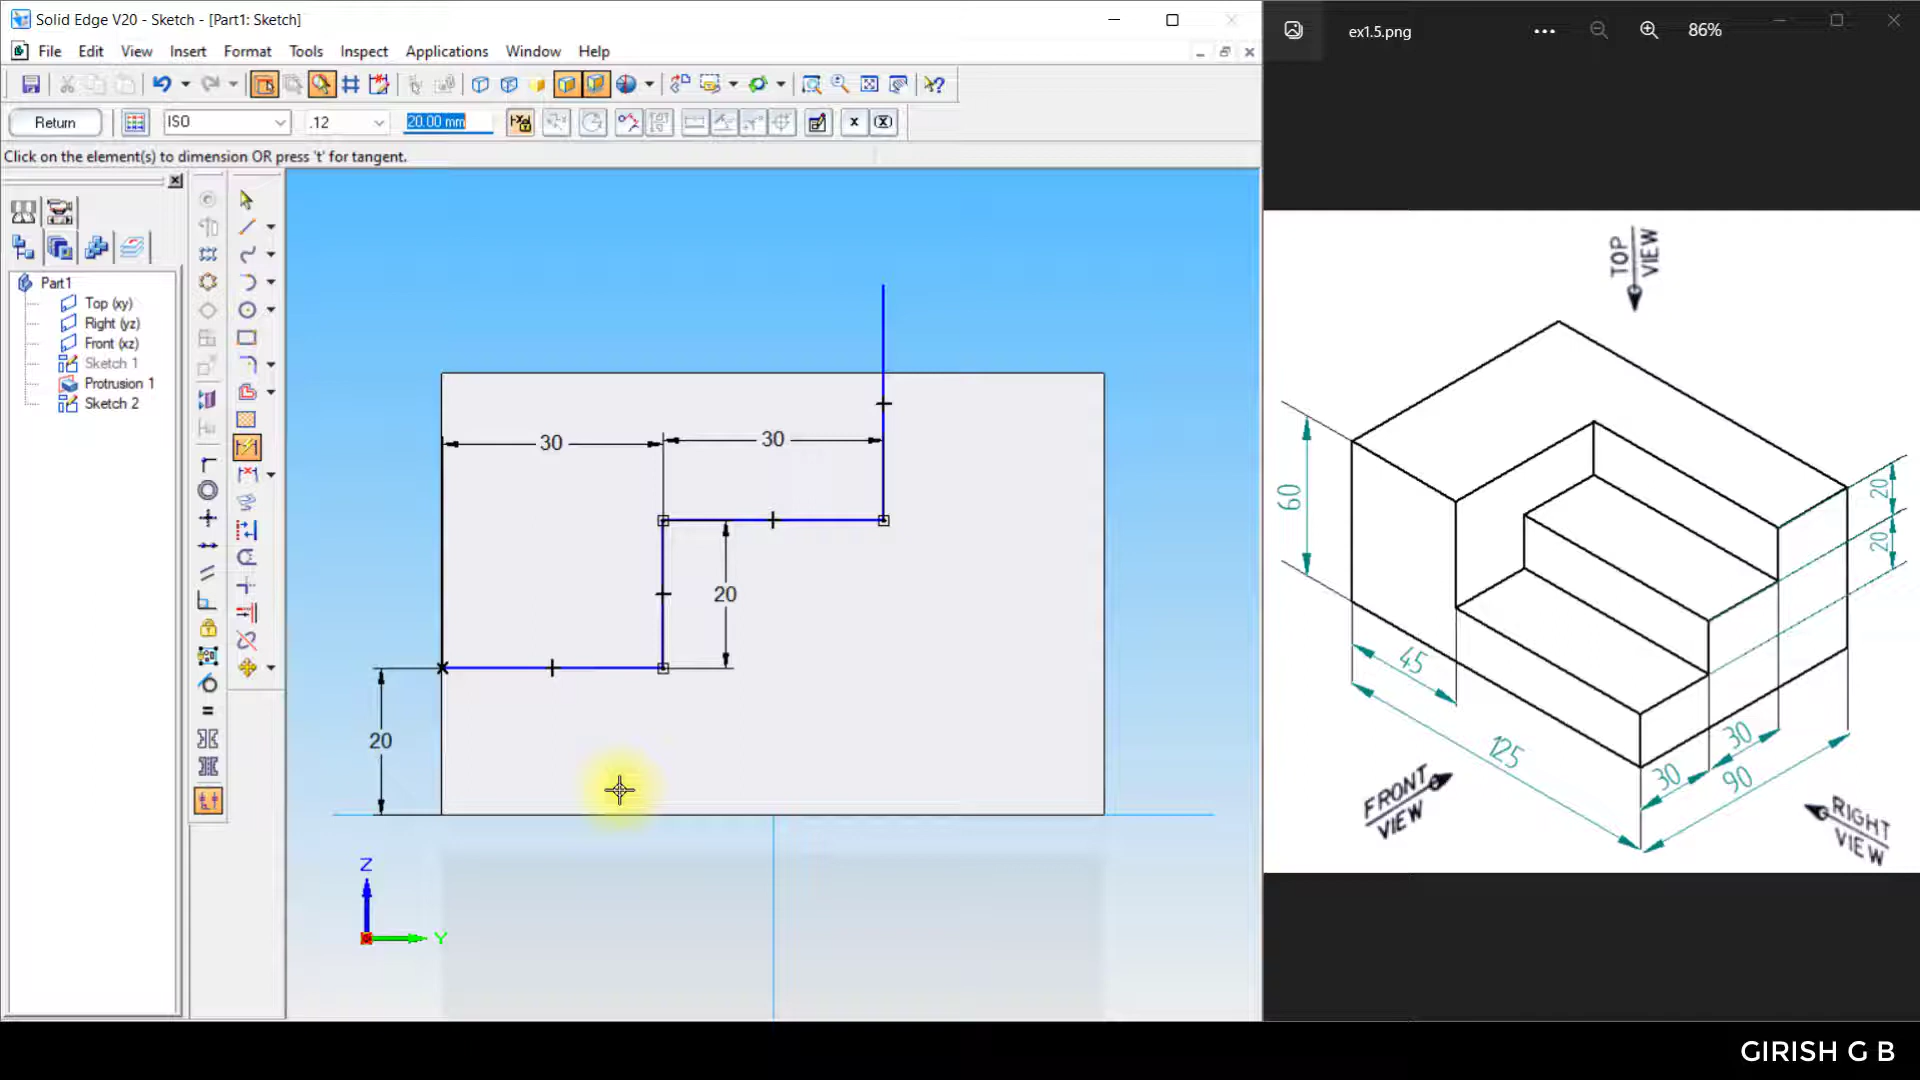 Solid Edge V20 - Sketch - [Part1: Sketch]
File Edit View Insert Format Tools Inspect Applications Window Help
Return ISO .12 20.00 mm
Click on the element(s) to dimension OR press 't' for tangent.
Part1
Top (xy)
Right (yz)
Front (xz)
Sketch 1
Protrusion 1
Sketch 2
30
30
20
20
Z
Y
ex1.5.png
86%
TOP
VIEW
60
20
20
45
125
30
30
90
FRONT
VIEW
RIGHT
VIEW
GIRISH G B